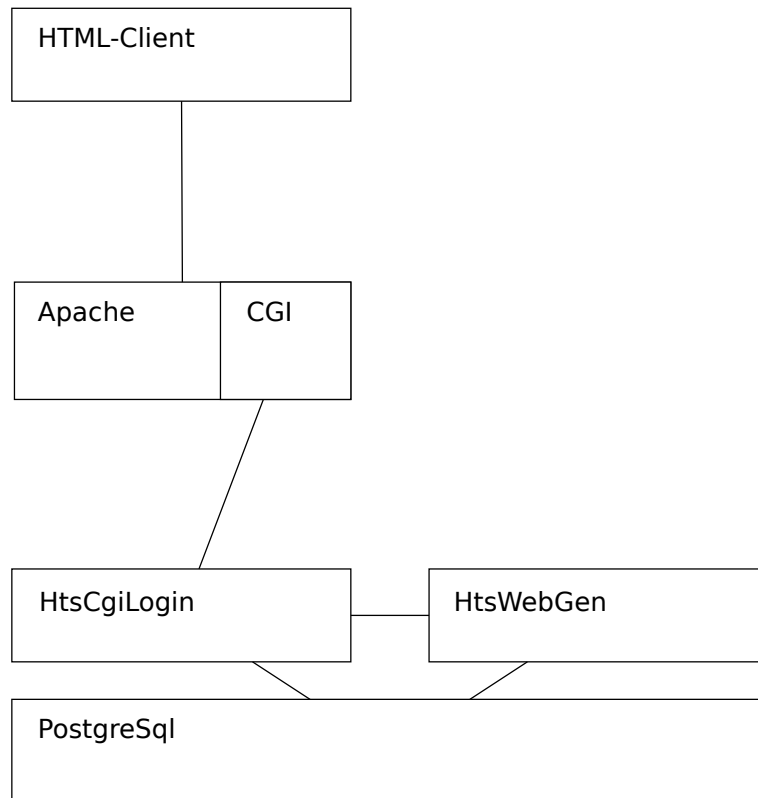 HTML-Client
Apache
CGI
HtsCgiLogin
HtsWebGen
PostgreSql